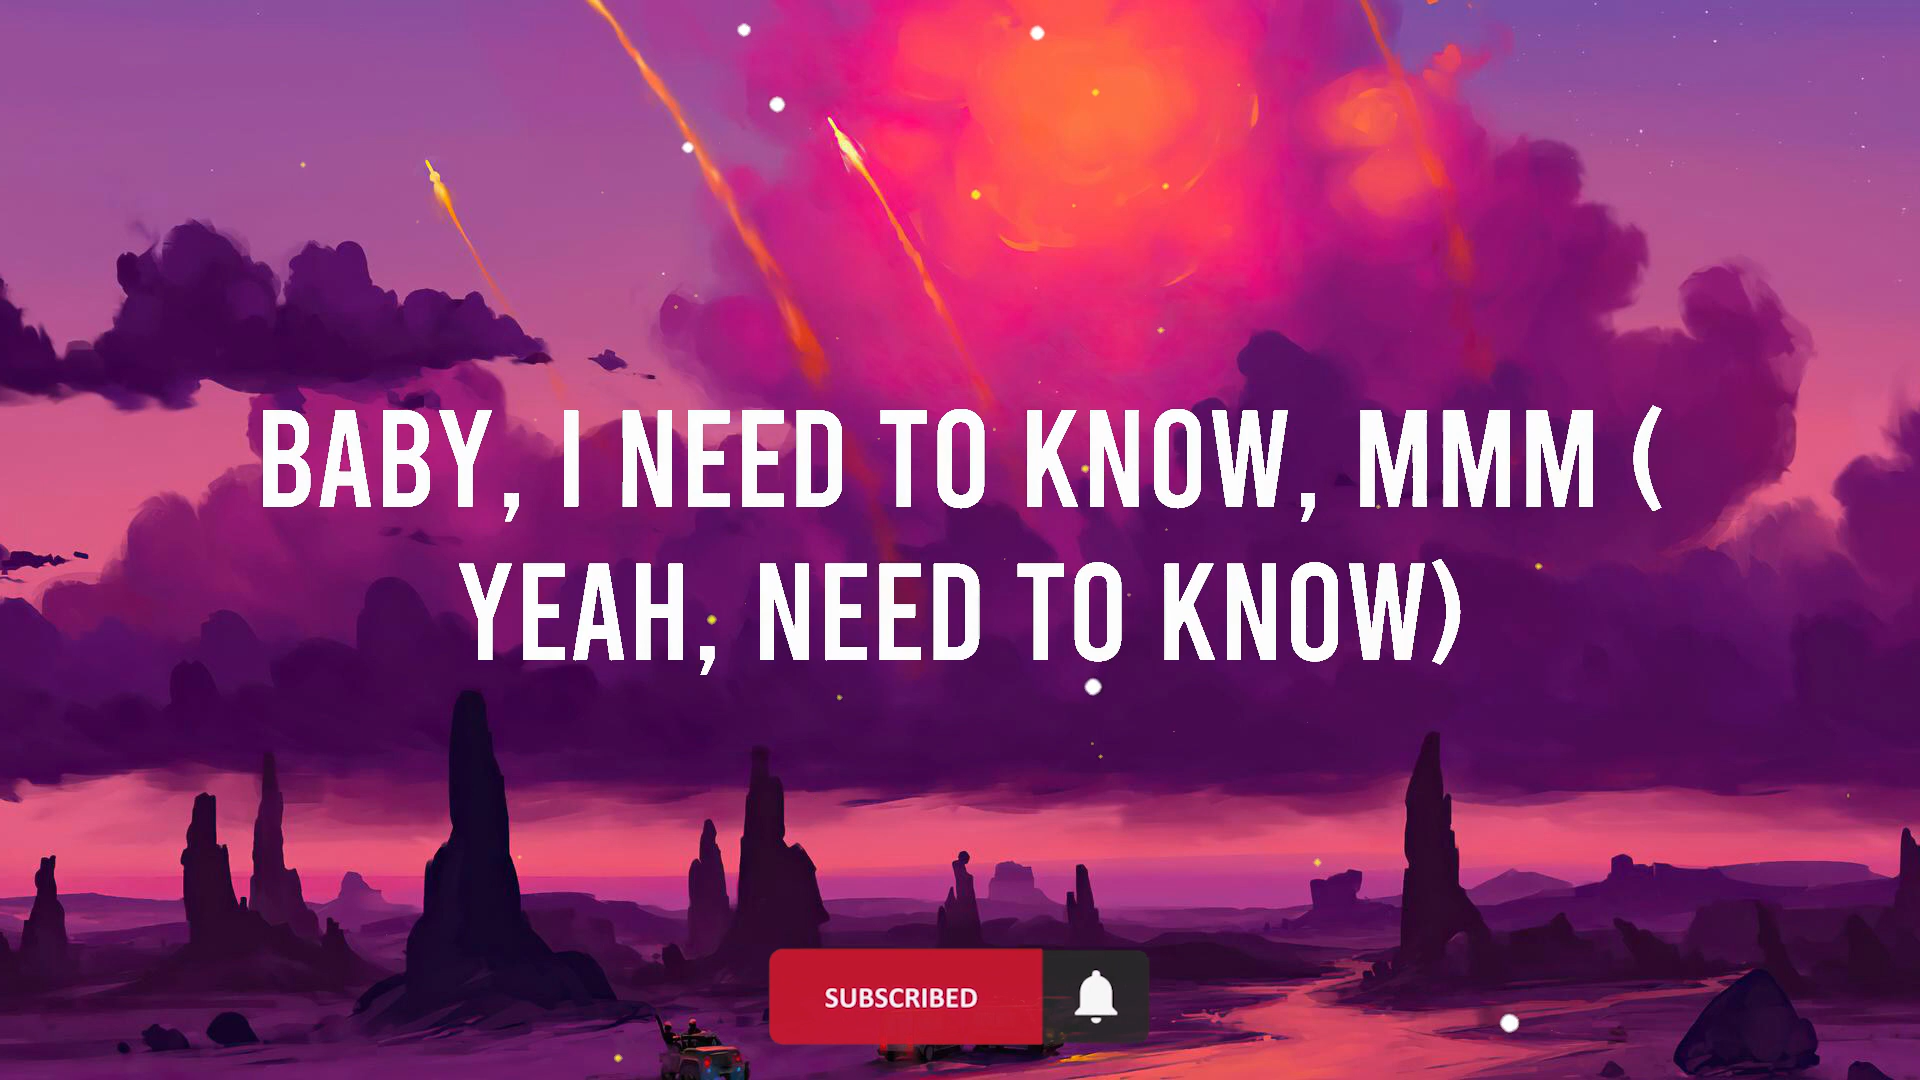 BABY, I NEED TO KNOW, MMM (
YEAH, NEED TO KNOW)
SUBSCRIBED